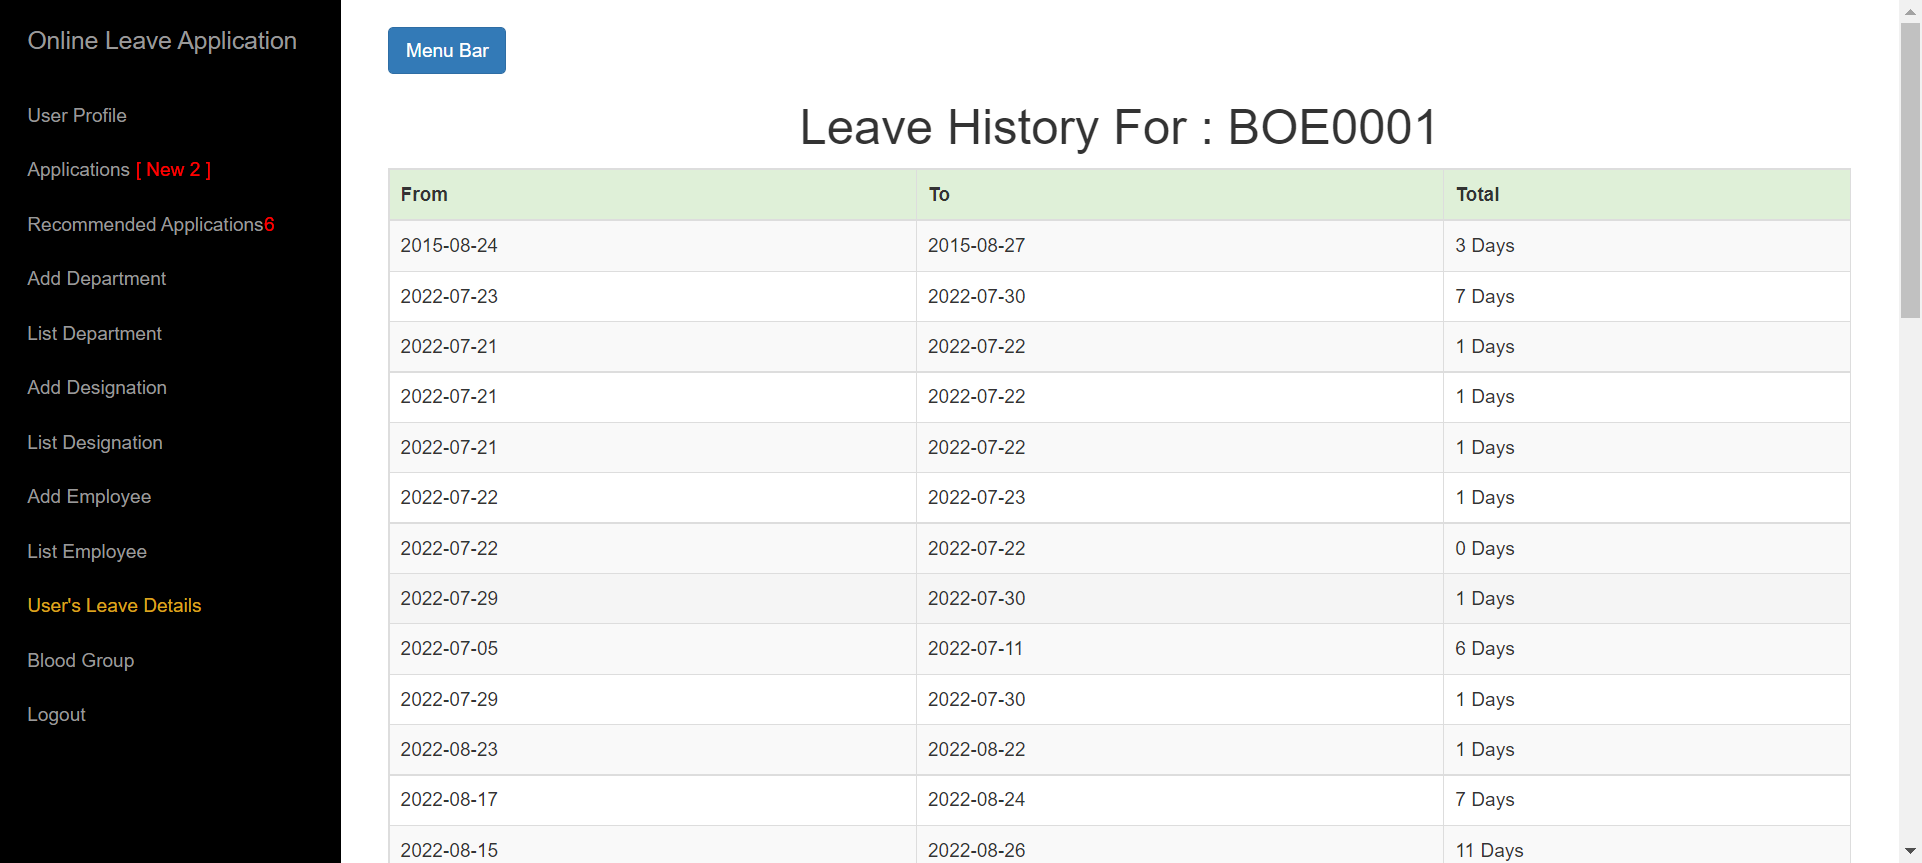 Online Leave Application
User Profile
Applications [ New 2 ]
Recommended Applications6
Add Department
List Department
Add Designation
List Designation
Add Employee
List Employee
User's Leave Details
Blood Group
Logout
Menu Bar
Leave History For : BOE0001
From To Total
2015-08-24 2015-08-27 3 Days
2022-07-23 2022-07-30 7 Days
2022-07-21 2022-07-22 1 Days
2022-07-21 2022-07-22 1 Days
2022-07-21 2022-07-22 1 Days
2022-07-22 2022-07-23 1 Days
2022-07-22 2022-07-22 0 Days
2022-07-29 2022-07-30 1 Days
2022-07-05 2022-07-11 6 Days
2022-07-29 2022-07-30 1 Days
2022-08-23 2022-08-22 1 Days
2022-08-17 2022-08-24 7 Days
2022-08-15 2022-08-26 11 Days